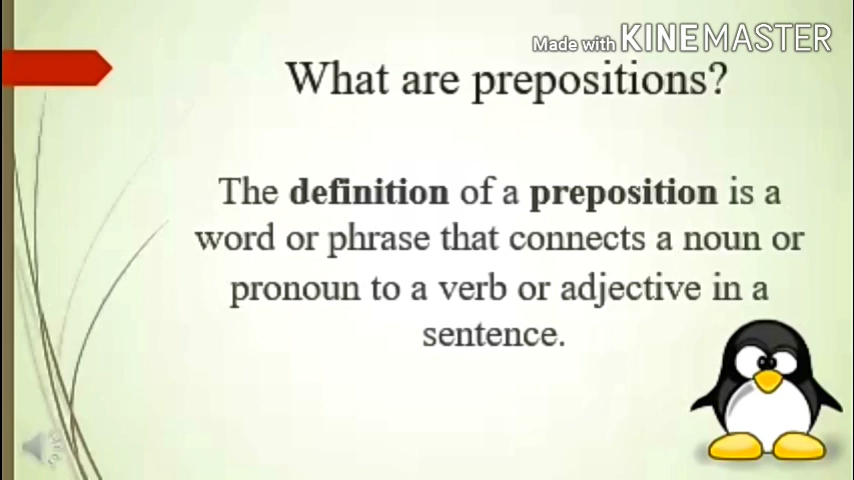 Made with KINEMASTER
What are prepositions?
The definition of a preposition is a
word or phrase that connects a noun or
pronoun to a verb or adjective in a
sentence.